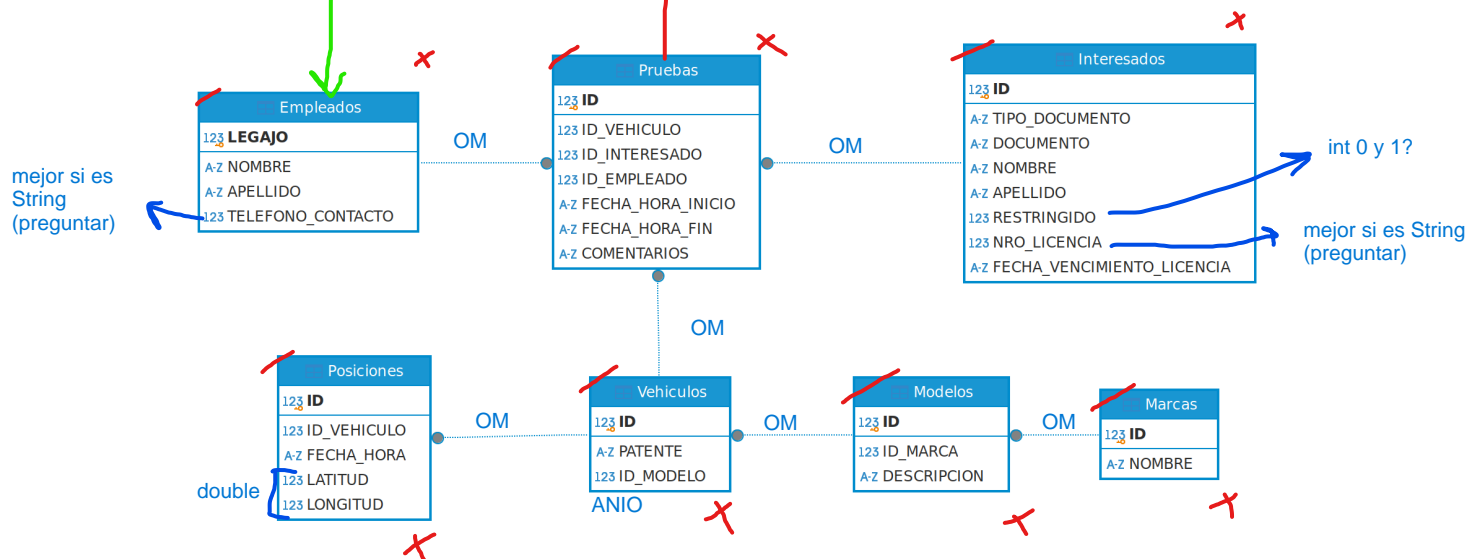 Empleados
123 LEGAJO
A-Z NOMBRE
A-Z APELLIDO
123 TELEFONO_CONTACTO
mejor si es
String
(preguntar)
OM
Pruebas
123 ID
123 ID_VEHICULO
123 ID_INTERESADO
123 ID_EMPLEADO
A-Z FECHA_HORA_INICIO
A-Z FECHA_HORA_FIN
A-Z COMENTARIOS
OM
Interesados
123 ID
A-Z TIPO_DOCUMENTO
A-Z DOCUMENTO
A-Z NOMBRE
A-Z APELLIDO
123 RESTRINGIDO
123 NRO_LICENCIA
A-Z FECHA_VENCIMIENTO_LICENCIA
int 0 y 1?
mejor si es String
(preguntar)
OM
Posiciones
123 ID
123 ID_VEHICULO
A-Z FECHA_HORA
123 LATITUD
123 LONGITUD
double
OM
Vehiculos
123 ID
A-Z PATENTE
123 ID_MODELO
ANIO
OM
Modelos
123 ID
123 ID_MARCA
A-Z DESCRIPCION
OM
Marcas
123 ID
A-Z NOMBRE